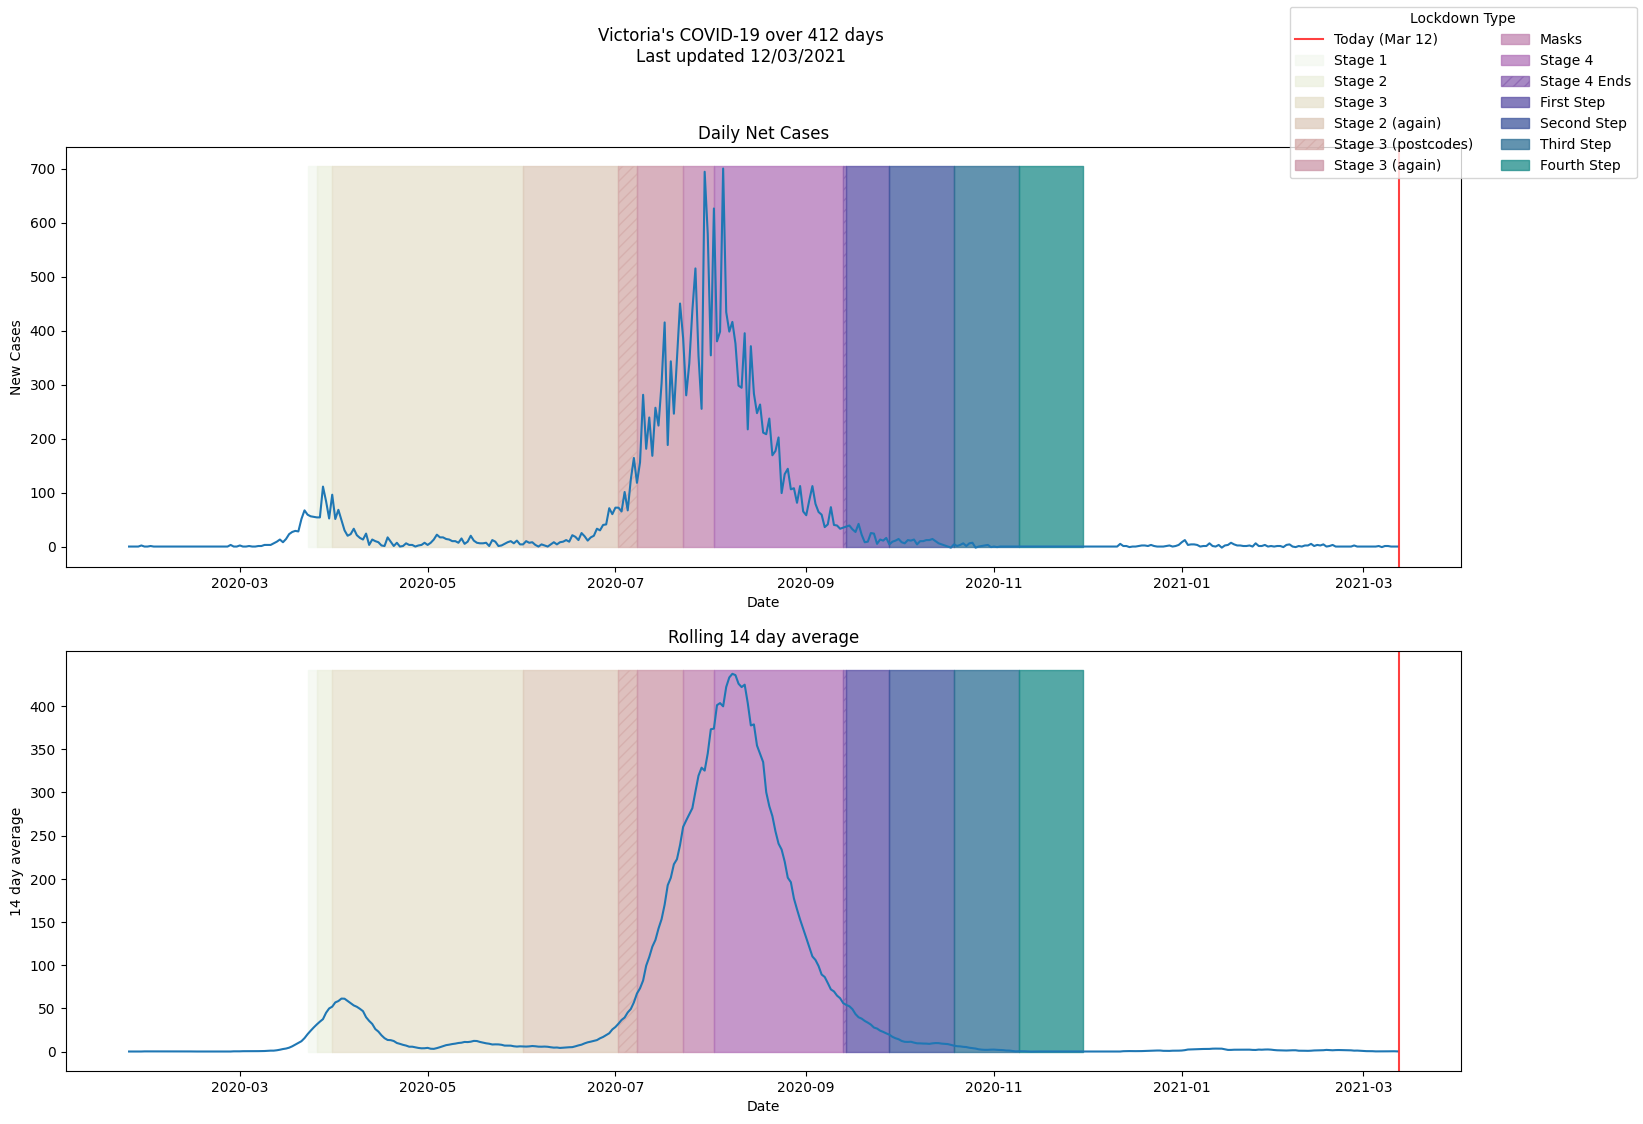 Victoria's COVID-19 over 412 days
Last updated 12/03/2021
Lockdown Type
Today (Mar 12)
Stage 1
Stage 2
Stage 3
Stage 2 (again)
Stage 3 (postcodes)
Stage 3 (again)
Masks
Stage 4
Stage 4 Ends
First Step
Second Step
Third Step
Fourth Step
Daily Net Cases
New Cases
700
600
500
400
300
200
100
0
2020-03
2020-05
2020-07
2020-09
2020-11
2021-01
2021-03
Date
Rolling 14 day average
14 day average
400
350
300
250
200
150
100
50
0
2020-03
2020-05
2020-07
2020-09
2020-11
2021-01
2021-03
Date